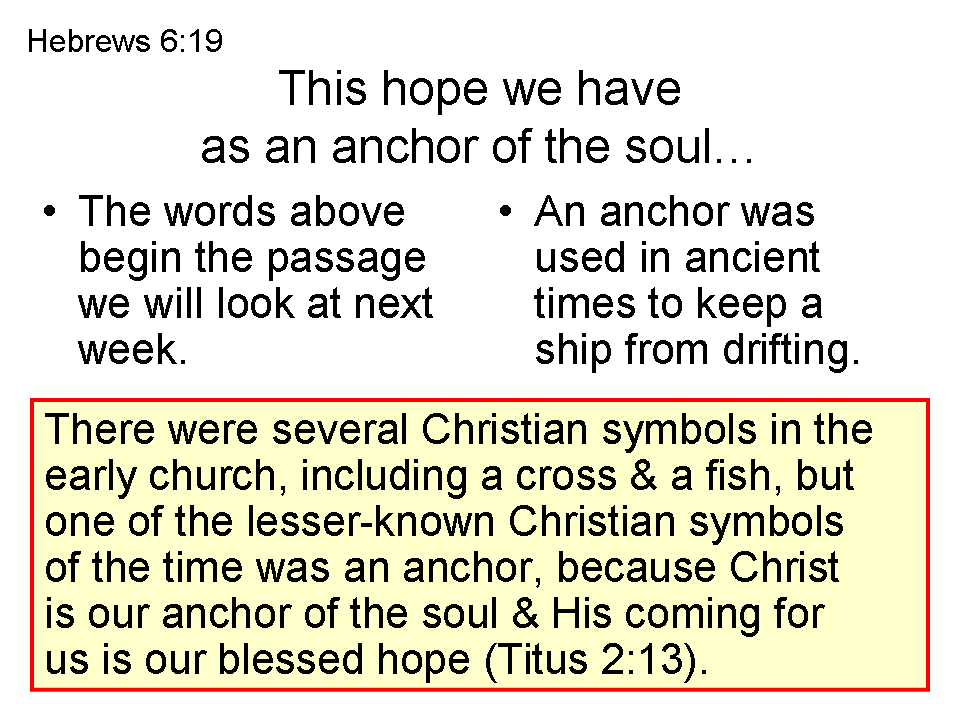 Hebrews 6:19
This hope we have
as an anchor of the soul…
• The words above
begin the passage
we will look at next
week.
• An anchor was
used in ancient
times to keep a
ship from drifting.
There were several Christian symbols in the
early church, including a cross & a fish, but
one of the lesser-known Christian symbols
of the time was an anchor, because Christ
is our anchor of the soul & His coming for
us is our blessed hope (Titus 2:13).